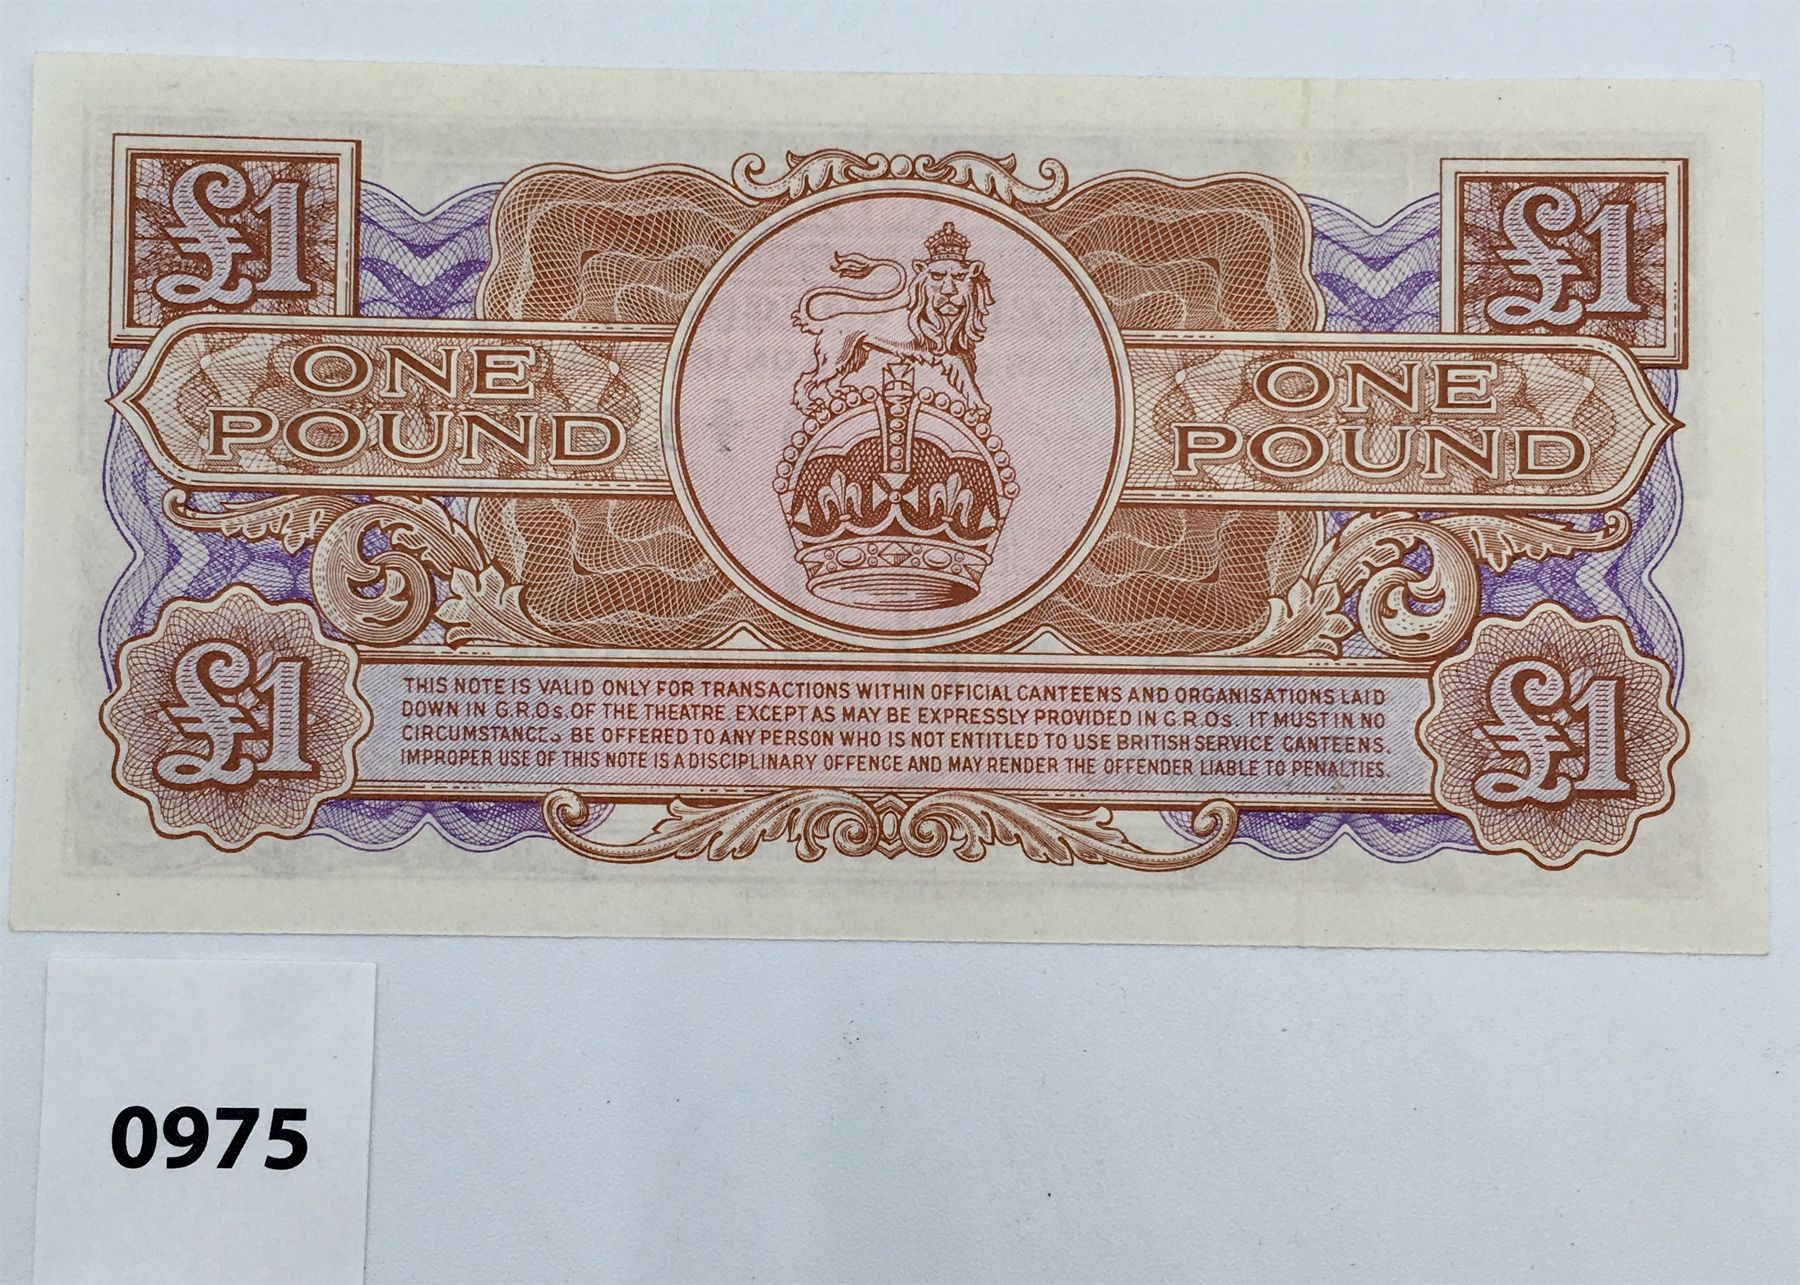 £1
£1
ONE
POUND
ONE
POUND
£1
THIS NOTE IS VALID ONLY FOR TRANSACTIONS WITHIN OFFICIAL CANTEENS AND ORGANISATIONS LAID
DOWN IN G.R.Os. OF THE THEATRE. EXCEPT AS MAY BE EXPRESSLY PROVIDED IN G.R.Os. IT MUST IN NO
CIRCUMSTANCES BE OFFERED TO ANY PERSON WHO IS NOT ENTITLED TO USE BRITISH SERVICE CANTEENS.
IMPROPER USE OF THIS NOTE IS A DISCIPLINARY OFFENCE AND MAY RENDER THE OFFENDER LIABLE TO PENALTIES.
£1
0975